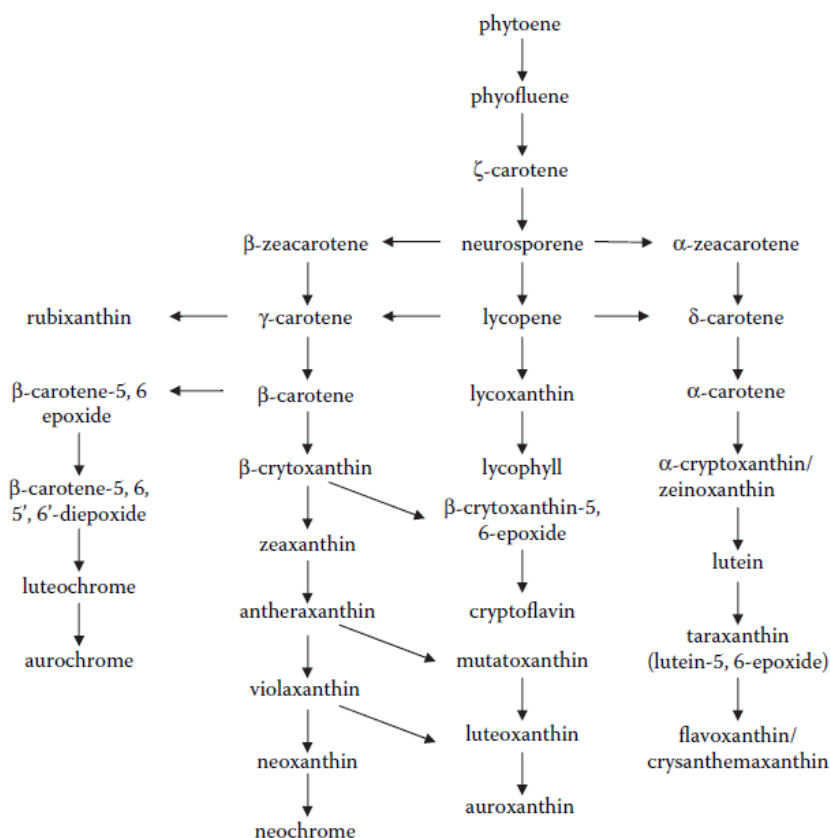 phytoene
phyofluene
ζ-carotene
β-zeacarotene
neurosporene
α-zeacarotene
rubixanthin
γ-carotene
lycopene
δ-carotene
β-carotene-5, 6
epoxide
β-carotene
lycoxanthin
α-carotene
β-crytoxanthin
lycophyll
α-cryptoxanthin/
zeinoxanthin
β-carotene-5, 6,
5’, 6’-diepoxide
β-crytoxanthin-5,
6-epoxide
zeaxanthin
lutein
luteochrome
antheraxanthin
cryptoflavin
aurochrome
mutatoxanthin
taraxanthin
(lutein-5, 6-epoxide)
violaxanthin
luteoxanthin
flavoxanthin/
crysanthemaxanthin
neoxanthin
auroxanthin
neochrome